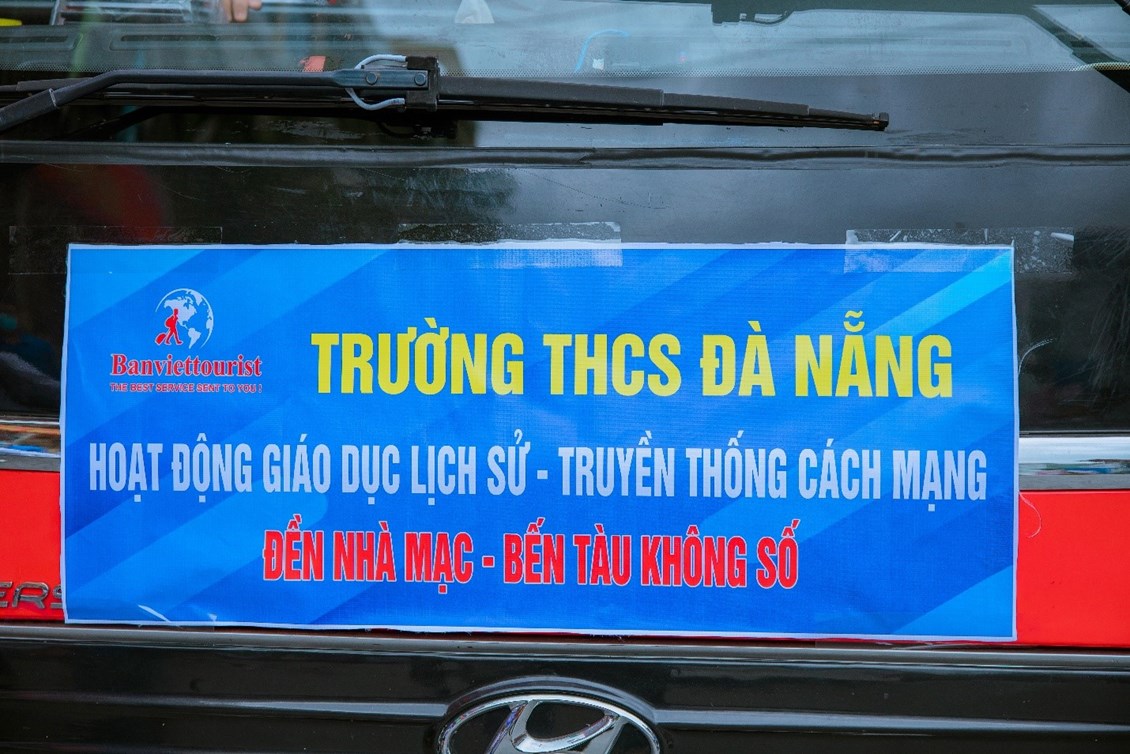 Banviettourist
THE BEST SERVICE SENT TO YOU !
TRƯỜNG THCS ĐÀ NẴNG
HOẠT ĐỘNG GIÁO DỤC LỊCH SỬ - TRUYỀN THỐNG CÁCH MẠNG
ĐỀN NHÀ MẠC - BẾN TÀU KHÔNG SỐ
ERS